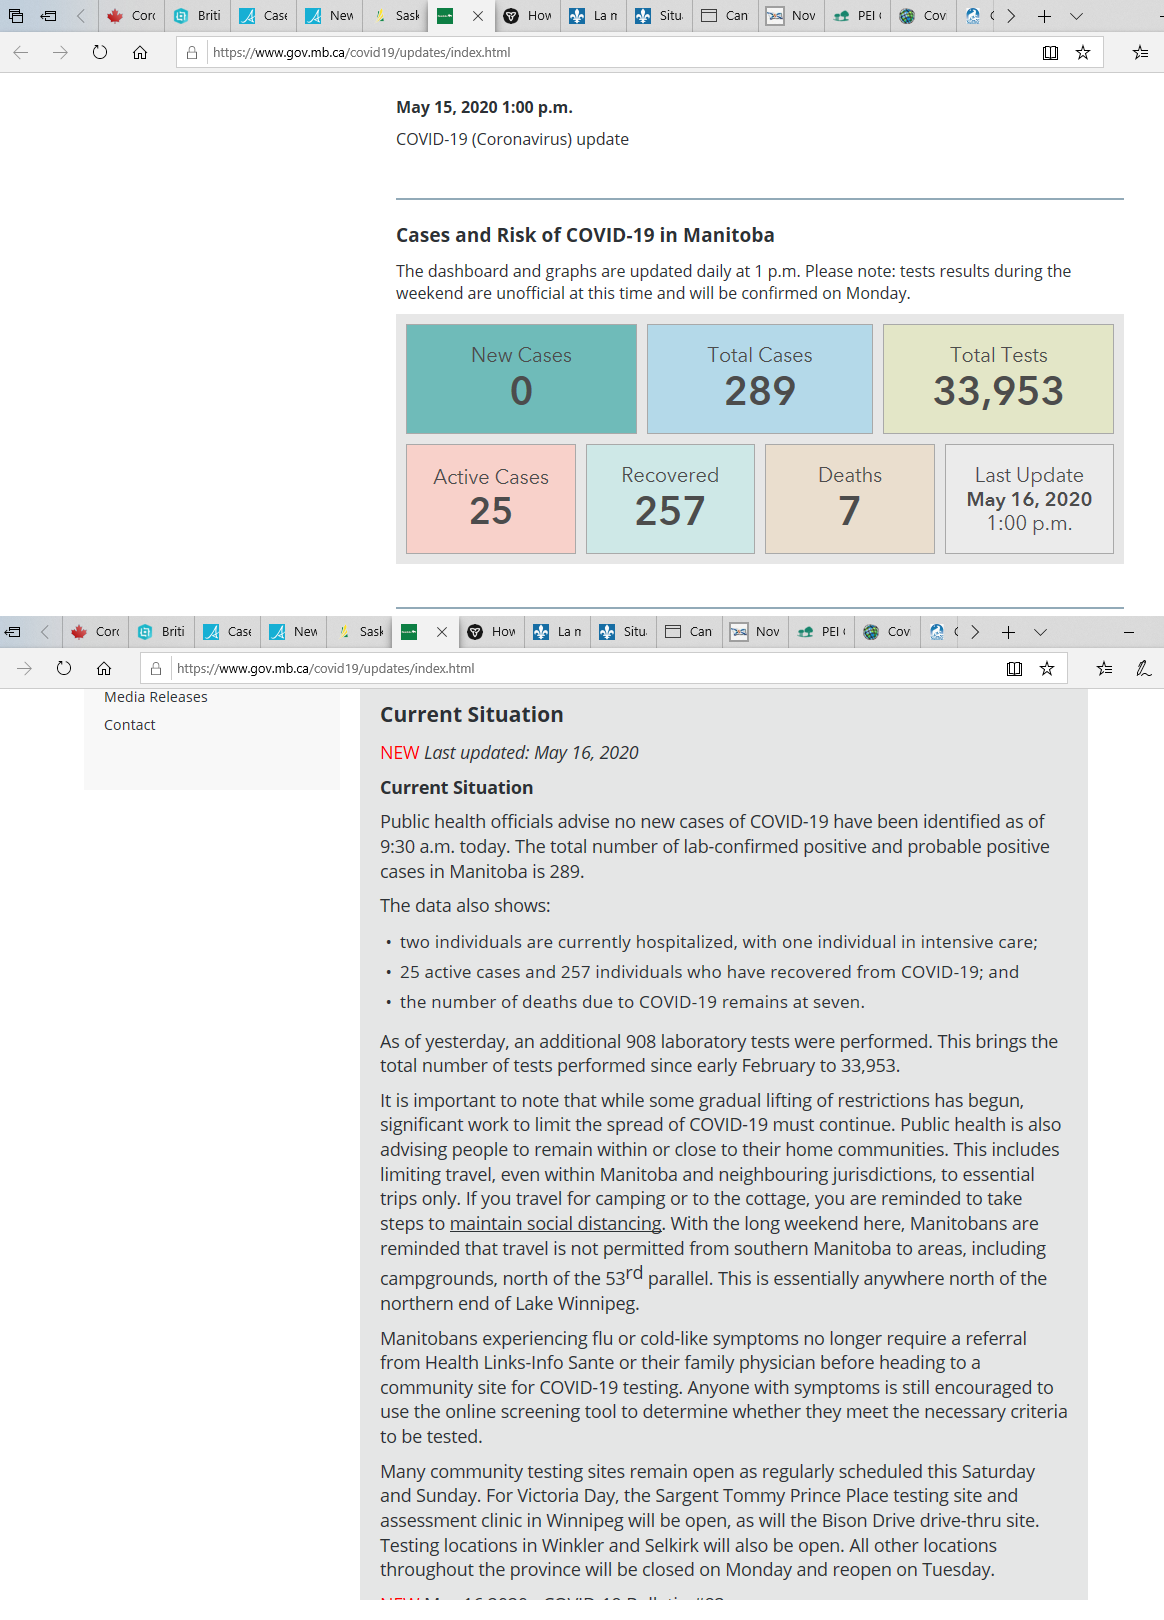 Corc
Briti
Case
New
Sask
How
La n
Situ
Can
Nov
PEI (
Cov
https://www.gov.mb.ca/covid19/updates/index.html
May 15, 2020 1:00 p.m.
COVID-19 (Coronavirus) update
Cases and Risk of COVID-19 in Manitoba
The dashboard and graphs are updated daily at 1 p.m. Please note: tests results during the
weekend are unofficial at this time and will be confirmed on Monday.
New Cases
0
Total Cases
289
Total Tests
33,953
Active Cases
25
Recovered
257
Deaths
7
Last Update
May 16, 2020
1:00 p.m.
Corc
Briti
Case
New
Sask
How
La n
Situ
Can
Nov
PEI (
Cov
https://www.gov.mb.ca/covid19/updates/index.html
Media Releases
Contact
Current Situation
NEW Last updated: May 16, 2020
Current Situation
Public health officials advise no new cases of COVID-19 have been identified as of
9:30 a.m. today. The total number of lab-confirmed positive and probable positive
cases in Manitoba is 289.
The data also shows:
• two individuals are currently hospitalized, with one individual in intensive care;
• 25 active cases and 257 individuals who have recovered from COVID-19; and
• the number of deaths due to COVID-19 remains at seven.
As of yesterday, an additional 908 laboratory tests were performed. This brings the
total number of tests performed since early February to 33,953.
It is important to note that while some gradual lifting of restrictions has begun,
significant work to limit the spread of COVID-19 must continue. Public health is also
advising people to remain within or close to their home communities. This includes
limiting travel, even within Manitoba and neighbouring jurisdictions, to essential
trips only. If you travel for camping or to the cottage, you are reminded to take
steps to maintain social distancing. With the long weekend here, Manitobans are
reminded that travel is not permitted from southern Manitoba to areas, including
campgrounds, north of the 53rd parallel. This is essentially anywhere north of the
northern end of Lake Winnipeg.
Manitobans experiencing flu or cold-like symptoms no longer require a referral
from Health Links-Info Sante or their family physician before heading to a
community site for COVID-19 testing. Anyone with symptoms is still encouraged to
use the online screening tool to determine whether they meet the necessary criteria
to be tested.
Many community testing sites remain open as regularly scheduled this Saturday
and Sunday. For Victoria Day, the Sargent Tommy Prince Place testing site and
assessment clinic in Winnipeg will be open, as will the Bison Drive drive-thru site.
Testing locations in Winkler and Selkirk will also be open. All other locations
throughout the province will be closed on Monday and reopen on Tuesday.